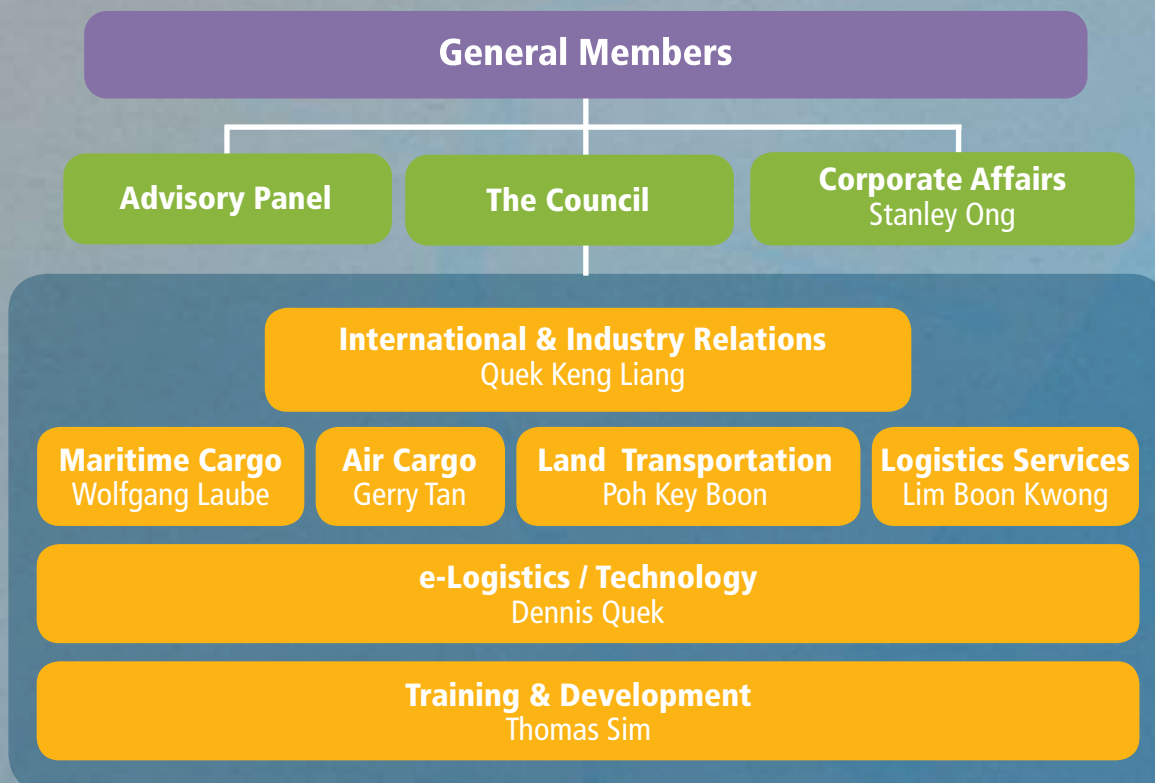 General Members
Advisory Panel
The Council
Corporate Affairs
Stanley Ong
International & Industry Relations
Quek Keng Liang
Maritime Cargo
Wolfgang Laube
Air Cargo
Gerry Tan
Land Transportation
Poh Key Boon
Logistics Services
Lim Boon Kwong
e-Logistics / Technology
Dennis Quek
Training & Development
Thomas Sim